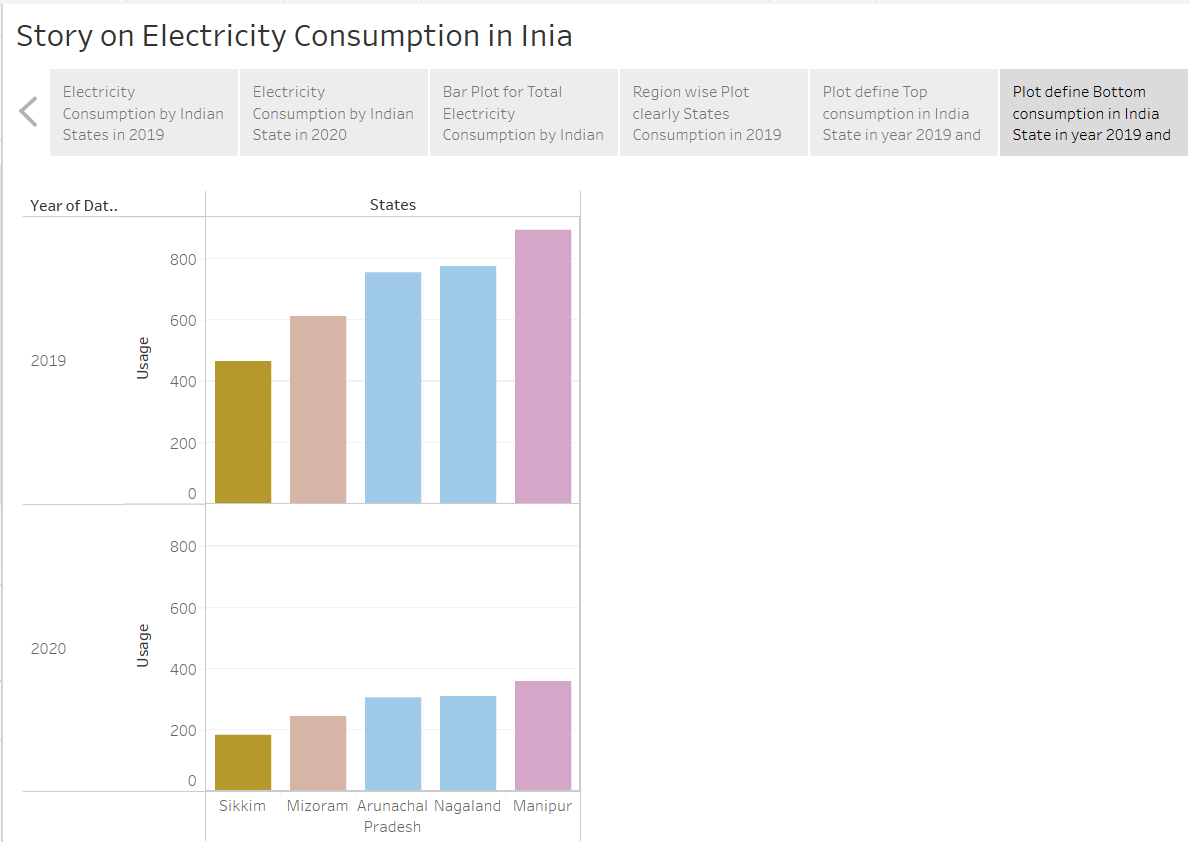 Story on Electricity Consumption in Inia
Electricity
Consumption by Indian
States in 2019
Electricity
Consumption by Indian
State in 2020
Bar Plot for Total
Electricity
Consumption by Indian
Region wise Plot
clearly States
Consumption in 2019
Plot define Top
consumption in India
State in year 2019 and
Plot define Bottom
consumption in India
State in year 2019 and
Year of Dat..
States
2019
Usage
800
600
400
200
0
2020
Usage
800
600
400
200
0
Sikkim
Mizoram
Arunachal
Pradesh
Nagaland
Manipur